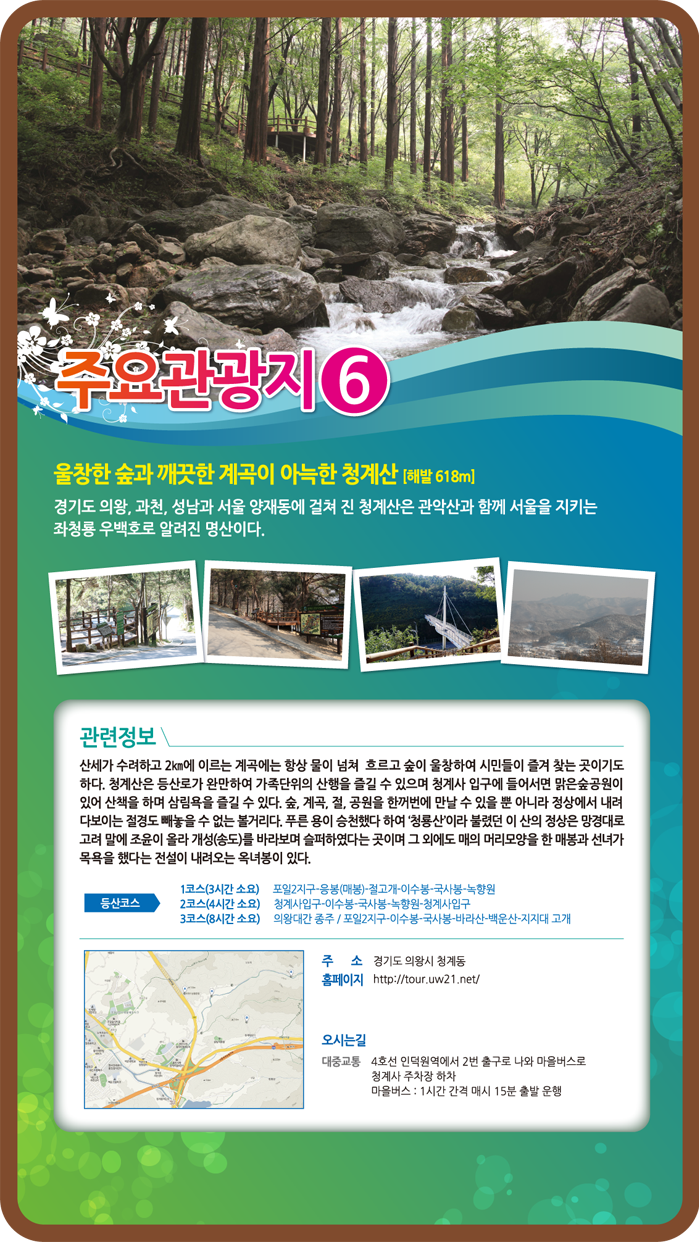 주요관광지 6
울창한 숲과 깨끗한 계곡이 아늑한 청계산 [해발 618m]
경기도 의왕, 과천, 성남과 서울 양재동에 걸쳐 진 청계산은 관악산과 함께 서울을 지키는
좌청룡 우백호로 알려진 명산이다.
관련정보
산세가 수려하고 2㎞에 이르는 계곡에는 항상 물이 넘쳐 흐르고 숲이 울창하여 시민들이 즐겨 찾는 곳이기도
하다. 청계산은 등산로가 완만하여 가족단위의 산행을 즐길 수 있으며 청계사 입구에 들어서면 맑은숲공원이
있어 산책을 하며 삼림욕을 즐길 수 있다. 숲, 계곡, 절, 공원을 한꺼번에 만날 수 있을 뿐 아니라 정상에서 내려
다보이는 절경도 빼놓을 수 없는 볼거리다. 푸른 용이 승천했다 하여 ‘청룡산’이라 불렸던 이 산의 정상은 망경대로
고려 말에 조윤이 올라 개성(송도)를 바라보며 슬퍼하였다는 곳이며 그 외에도 매의 머리모양을 한 매봉과 선녀가
목욕을 했다는 전설이 내려오는 옥녀봉이 있다.
등산코스
1코스(3시간 소요) 포일2지구-응봉(매봉)-절고개-이수봉-국사봉-녹향원
2코스(4시간 소요) 청계사입구-이수봉-국사봉-녹향원-청계사입구
3코스(8시간 소요) 의왕대간 종주 / 포일2지구-이수봉-국사봉-바라산-백운산-지지대 고개
주 소 경기도 의왕시 청계동
홈페이지 http://tour.uw21.net/
오시는길
대중교통 4호선 인덕원역에서 2번 출구로 나와 마을버스로
청계사 주차장 하차
마을버스 : 1시간 간격 매시 15분 출발 운행